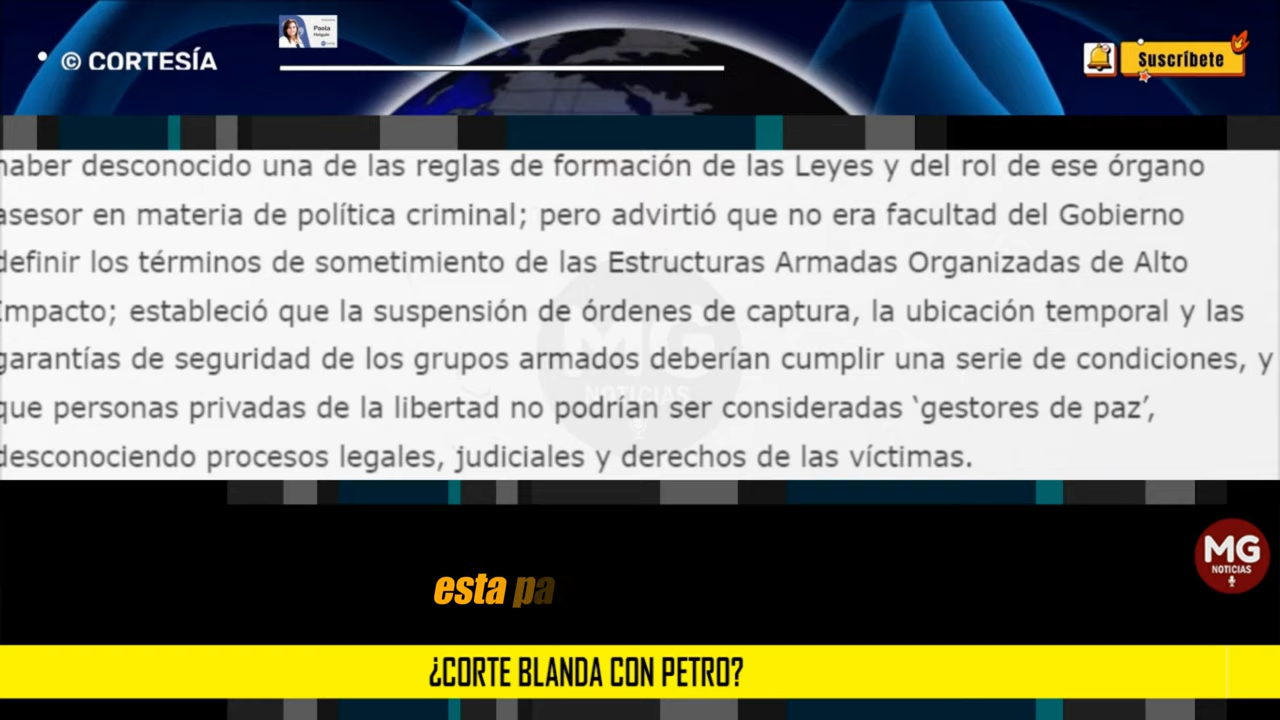 © CORTESÍA
Paola
Holguín
Suscríbete
haber desconocido una de las reglas de formación de las Leyes y del rol de ese órgano
asesor en materia de política criminal; pero advirtió que no era facultad del Gobierno
definir los términos de sometimiento de las Estructuras Armadas Organizadas de Alto
Impacto; estableció que la suspensión de órdenes de captura, la ubicación temporal y las
garantías de seguridad de los grupos armados deberían cumplir una serie de condiciones, y
que personas privadas de la libertad no podrían ser consideradas ‘gestores de paz’,
desconociendo procesos legales, judiciales y derechos de las víctimas.
MG
NOTICIAS
MG
NOTICIAS
esta pa
¿CORTE BLANDA CON PETRO?